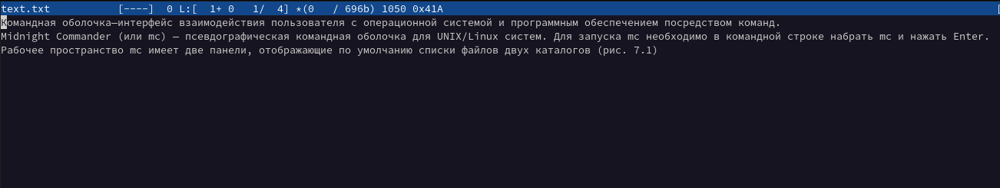 text.txt [----] 0 L:[ 1+ 0 1/ 4] *(0 / 696b) 1050 0x41A [
Командная оболочка—интерфейс взаимодействия пользователя с операционной системой и программным обеспечением посредством команд.
Midnight Commander (или mc) — псевдографическая командная оболочка для UNIX/Linux систем. Для запуска mc необходимо в командной строке набрать mc и нажать Enter.
Рабочее пространство mc имеет две панели, отображающие по умолчанию списки файлов двух каталогов (рис. 7.1)